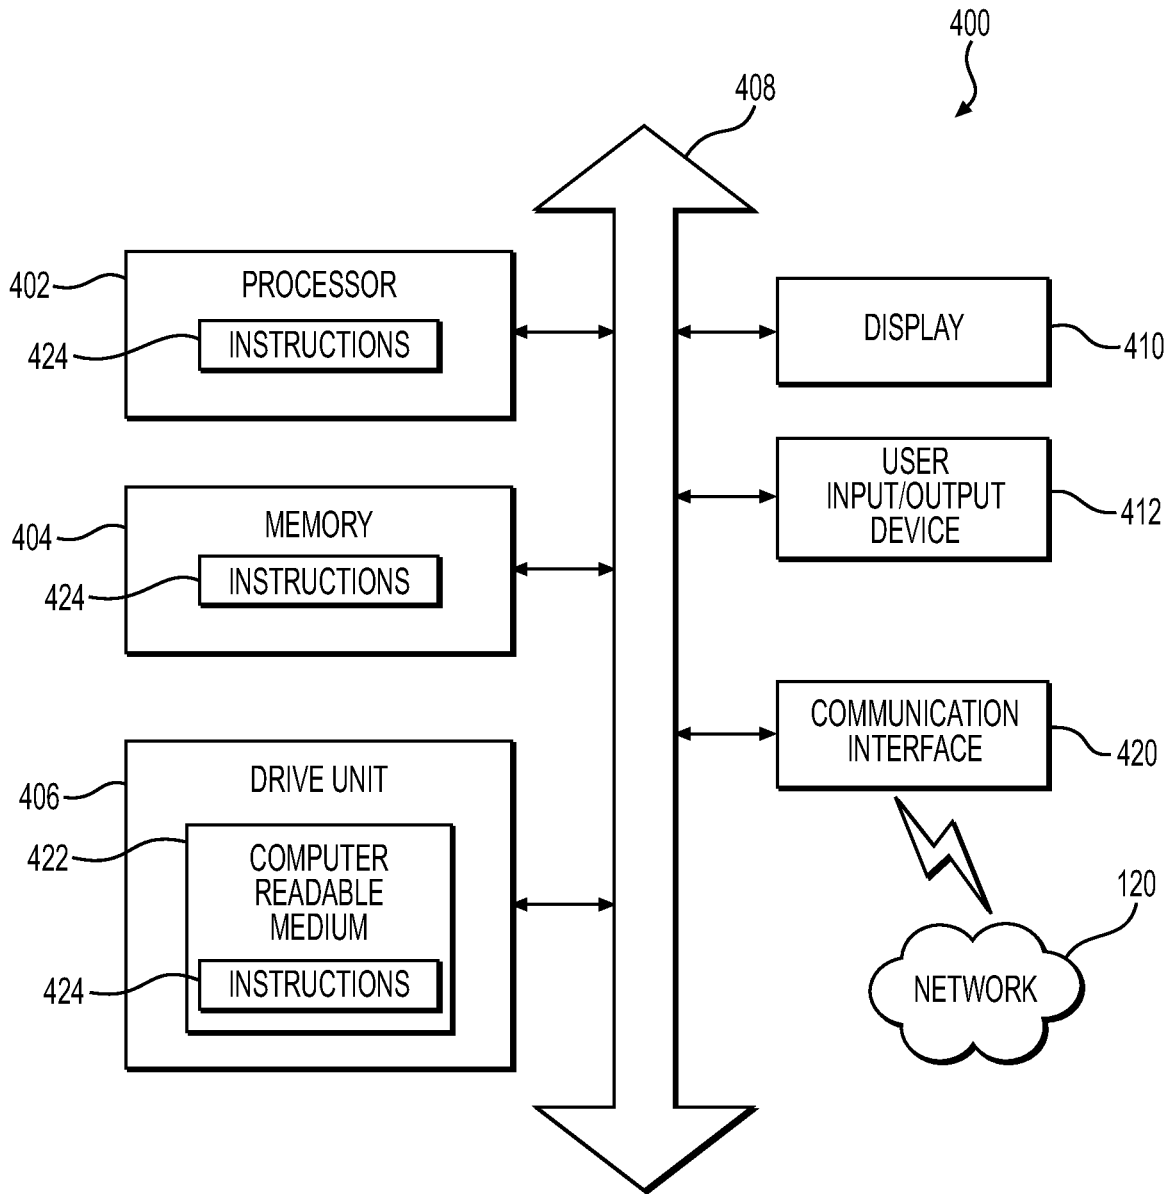 400
408
402
PROCESSOR
424
INSTRUCTIONS
DISPLAY
410
USER
INPUT/OUTPUT
DEVICE
412
404
MEMORY
424
INSTRUCTIONS
COMMUNICATION
INTERFACE
420
406
DRIVE UNIT
422
COMPUTER
READABLE
MEDIUM
424
INSTRUCTIONS
120
NETWORK